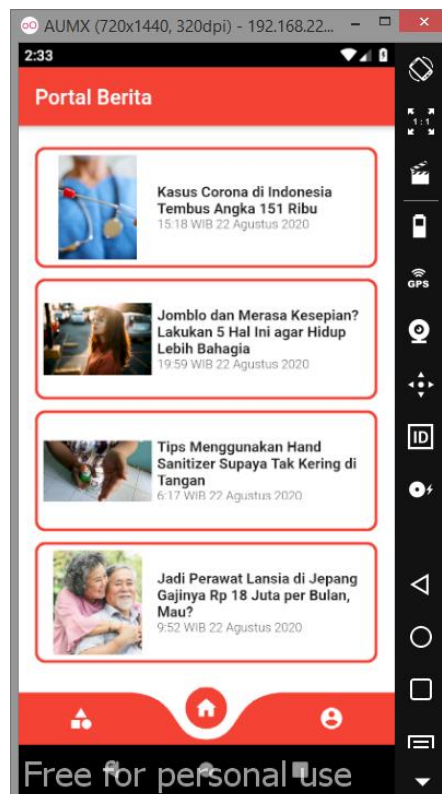 AUMX (720x1440, 320dpi) - 192.168.22...
2:33
Portal Berita
1:1
Kasus Corona di Indonesia
Tembus Angka 151 Ribu
15:18 WIB 22 Agustus 2020
GPS
Jomblo dan Merasa Kesepian?
Lakukan 5 Hal Ini agar Hidup
Lebih Bahagia
19:59 WIB 22 Agustus 2020
ID
Tips Menggunakan Hand
Sanitizer Supaya Tak Kering di
Tangan
6:17 WIB 22 Agustus 2020
Jadi Perawat Lansia di Jepang
Gajinya Rp 18 Juta per Bulan,
Mau?
9:52 WIB 22 Agustus 2020
Free for personal use